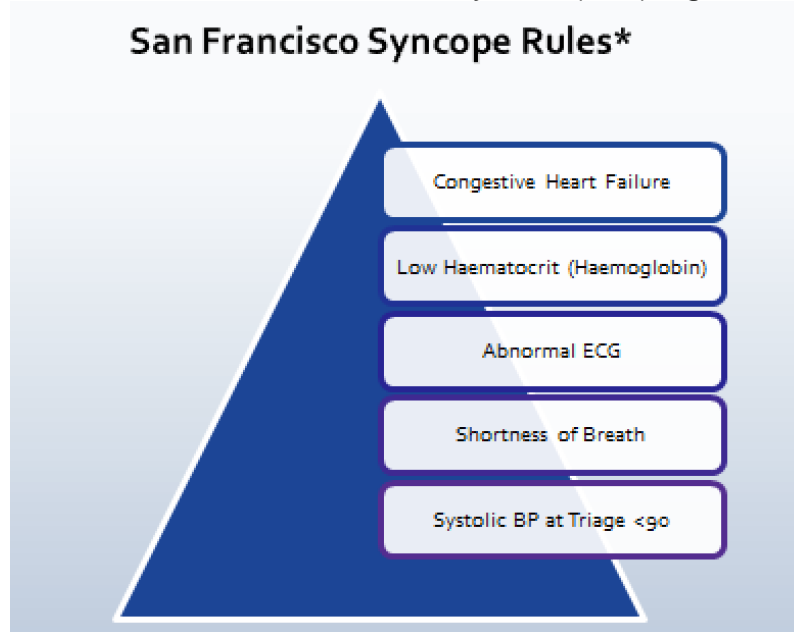 San Francisco Syncope Rules*
Congestive Heart Failure
Low Haematocrit (Haemoglobin)
Abnormal ECG
Shortness of Breath
Systolic BP at Triage <90